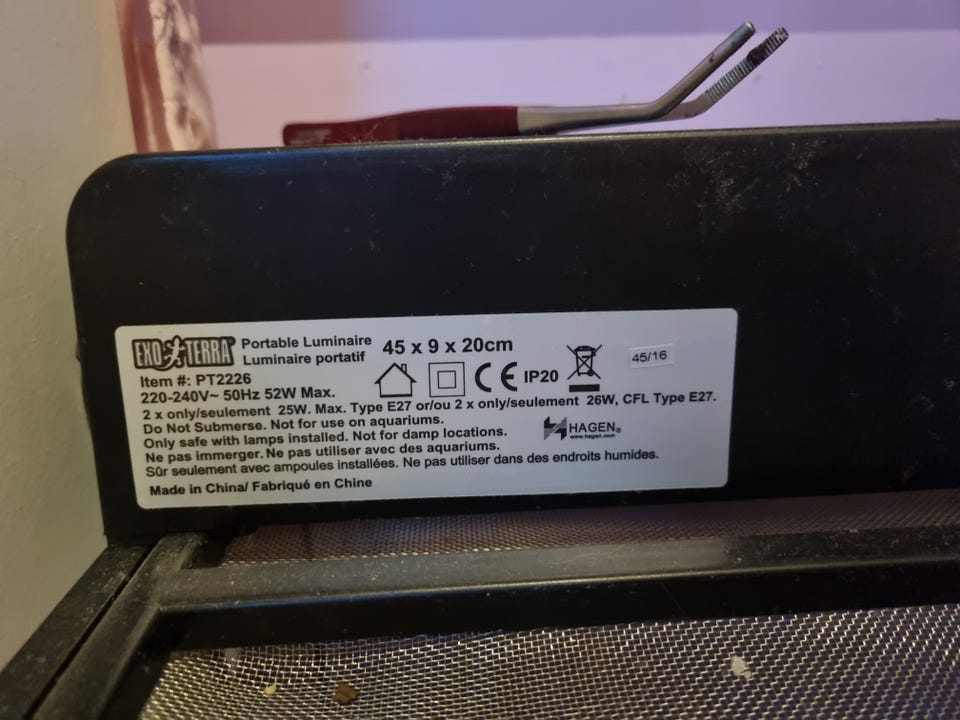 EXO TERRA®
Portable Luminaire
Luminaire portatif
45 x 9 x 20cm
45/16
Item #: PT2226
220-240V~ 50Hz 52W Max.
CE IP20
2 x only/seulement 25W. Max. Type E27 or/ou 2 x only/seulement 26W, CFL Type E27.
Do Not Submerse. Not for use on aquariums.
Only safe with lamps installed. Not for damp locations.
HAGEN®
www.hagen.com
Ne pas immerger. Ne pas utiliser avec des aquariums.
Sûr seulement avec ampoules installées. Ne pas utiliser dans des endroits humides.
Made in China/ Fabriqué en Chine